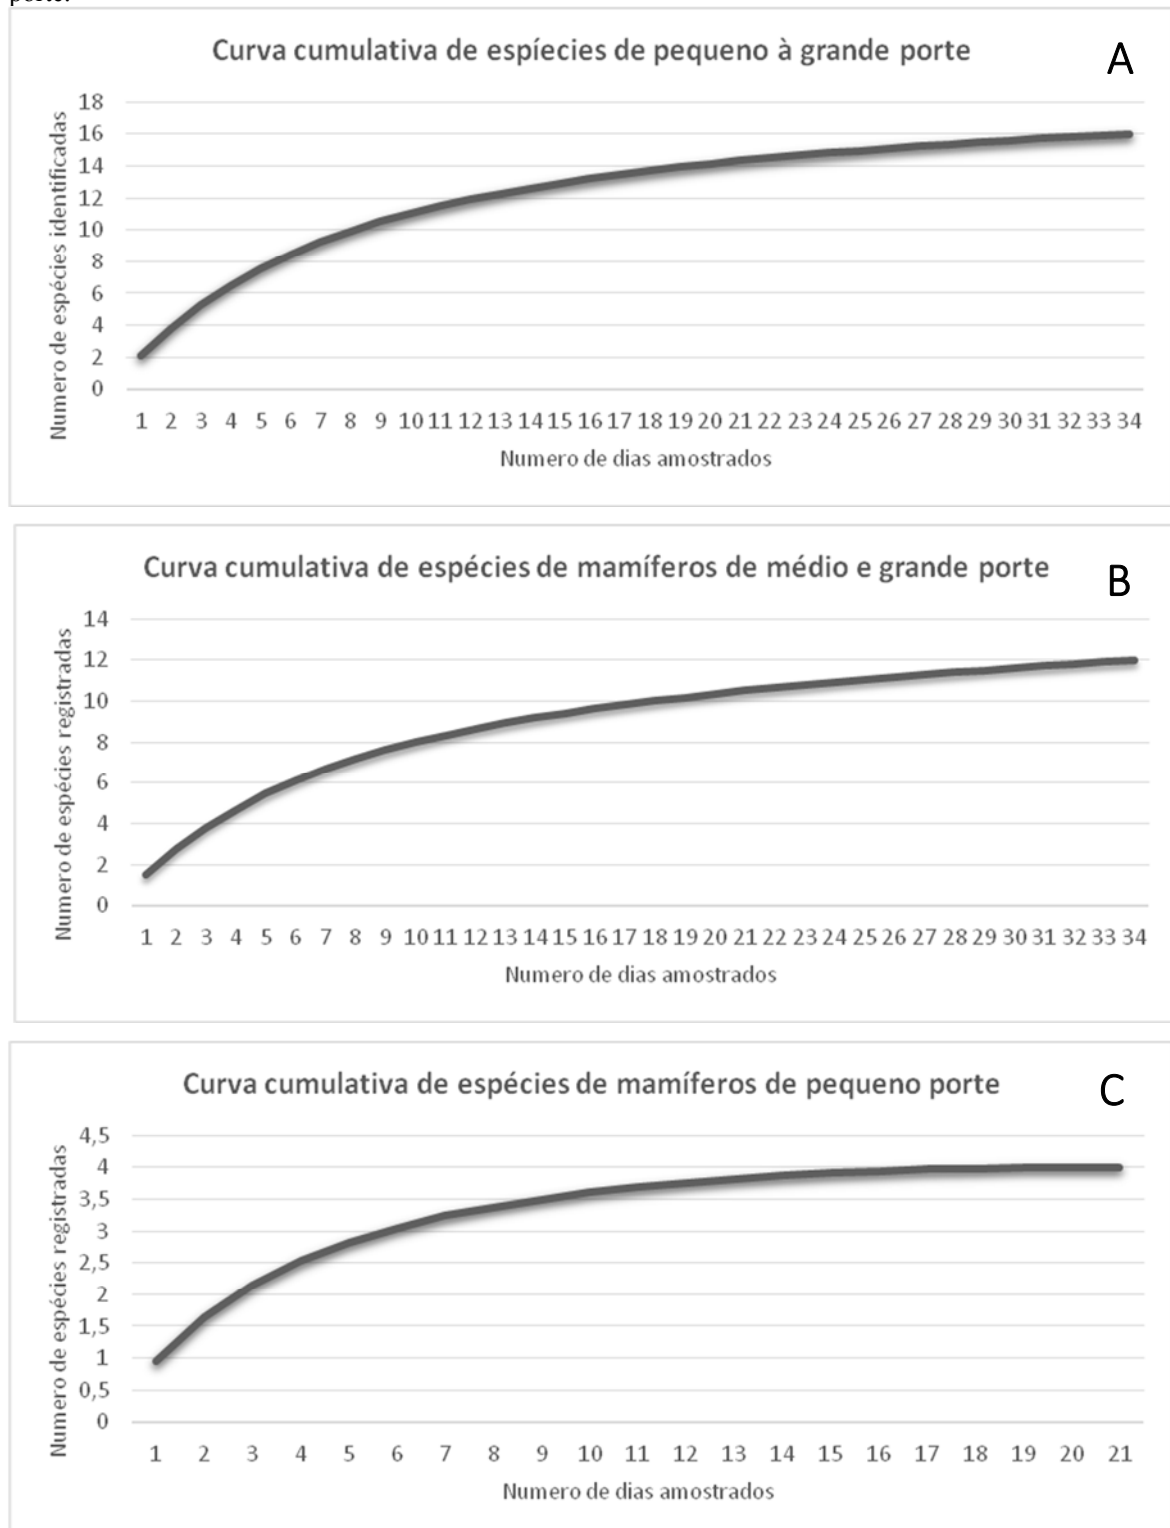 porte.
Curva cumulativa de espíecies de pequeno à grande porte
A
Numero de espécies identificadas
18
16
14
12
10
8
6
4
2
0
1 2 3 4 5 6 7 8 9 10 11 12 13 14 15 16 17 18 19 20 21 22 23 24 25 26 27 28 29 30 31 32 33 34
Numero de dias amostrados
Curva cumulativa de espécies de mamíferos de médio e grande porte
B
Numero de espécies registradas
14
12
10
8
6
4
2
0
1 2 3 4 5 6 7 8 9 10 11 12 13 14 15 16 17 18 19 20 21 22 23 24 25 26 27 28 29 30 31 32 33 34
Numero de dias amostrados
Curva cumulativa de espécies de mamíferos de pequeno porte
C
Numero de espécies registradas
4,5
4
3,5
3
2,5
2
1,5
1
0,5
0
1 2 3 4 5 6 7 8 9 10 11 12 13 14 15 16 17 18 19 20 21
Numero de dias amostrados